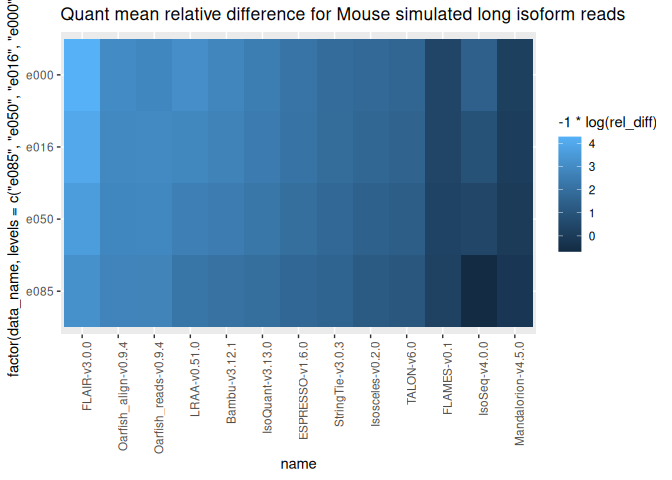 Quant mean relative difference for Mouse simulated long isoform reads
factor(data_name, levels = c("e085", "e050", "e016", "e000"
e000
e016
e050
e085
FLAIR-v3.0.0
Oarfish_align-v0.9.4
Oarfish_reads-v0.9.4
LRAA-v0.51.0
Bambu-v3.12.1
IsoQuant-v3.13.0
ESPRESSO-v1.6.0
StringTie-v3.0.3
Isosceles-v0.2.0
TALON-v6.0
FLAMES-v0.1
IsoSeq-v4.0.0
Mandalorion-v4.5.0
name
-1 * log(rel_diff)
4
3
2
1
0